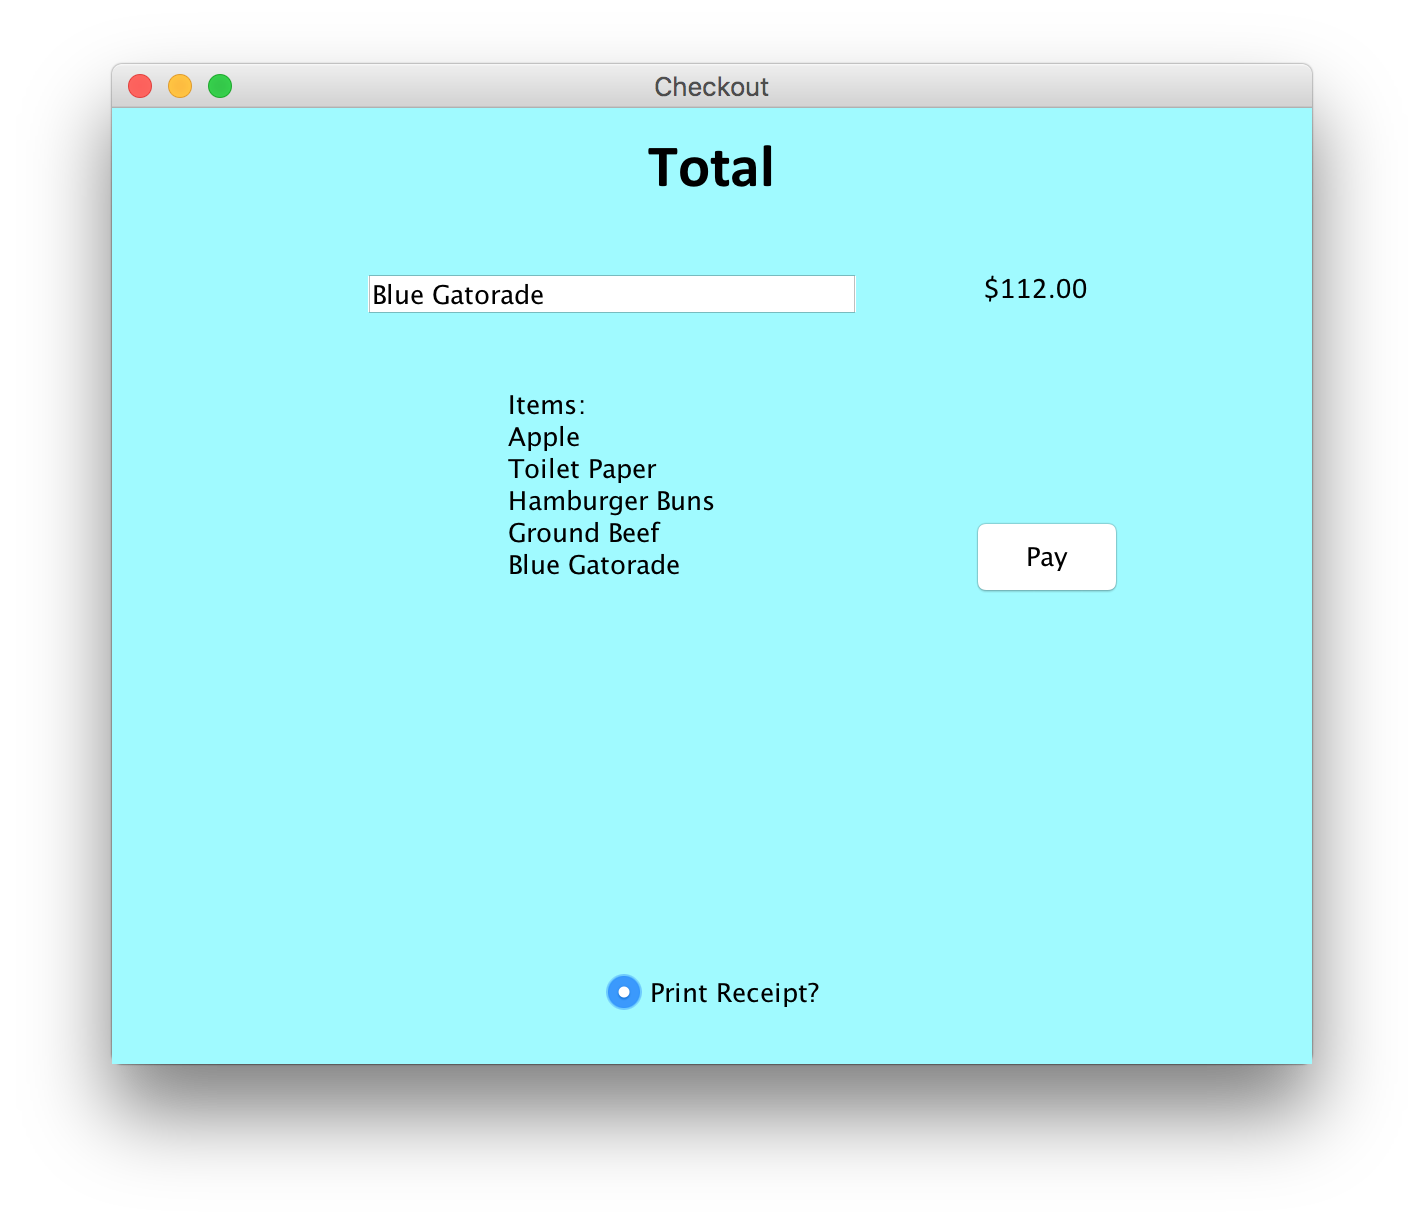 Checkout
Total
Blue Gatorade
$112.00
Items:
Apple
Toilet Paper
Hamburger Buns
Ground Beef
Blue Gatorade
Pay
Print Receipt?